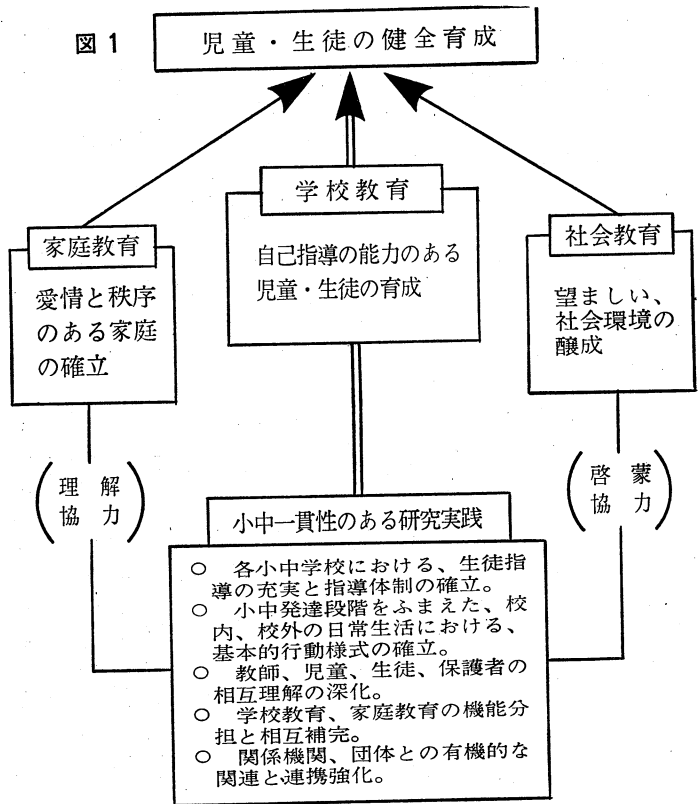 図1
児童・生徒の健全育成
学校教育
自己指導の能力のある
児童・生徒の育成
家庭教育
愛情と秩序
のある家庭
の確立
社会教育
望ましい、
社会環境の
醸成
(理解
協力)
(啓蒙
協力)
小中一貫性のある研究実践
○ 各小中学校における、生徒指
導の充実と指導体制の確立。
○ 小中発達段階をふまえた、校
内、校外の日常生活における、
基本的行動様式の確立。
○ 教師、児童、生徒、保護者の
相互理解の深化。
○ 学校教育、家庭教育の機能分
担と相互補完。
○ 関係機関、団体との有機的な
関連と連携強化。